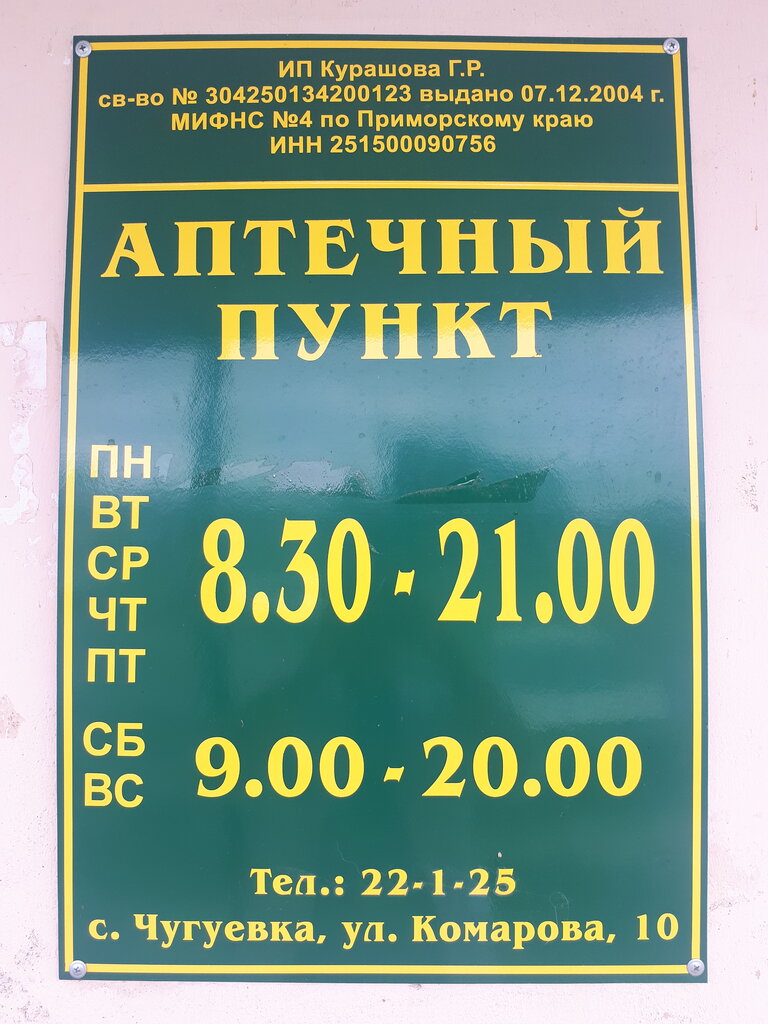 ИП Курашова Г.Р.
св-во № 304250134200123 выдано 07.12.2004 г.
МИФНС №4 по Приморскому краю
ИНН 251500090756
АПТЕЧНЫЙ
ПУНКТ
ПН
ВТ
СР
ЧТ
ПТ
8.30 - 21.00
СБ
ВС
9.00 - 20.00
Тел.: 22-1-25
с. Чугуевка, ул. Комарова, 10